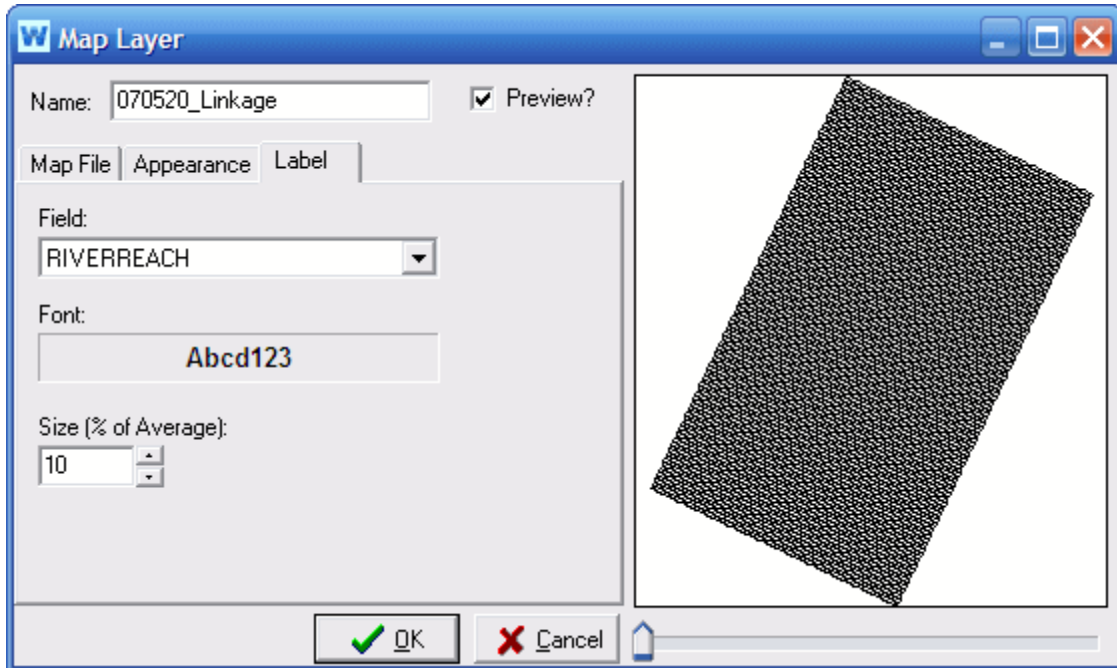 W Map Layer
Name: 070520_Linkage
Preview?
Map File Appearance Label
Field:
RIVERREACH
Font:
Abcd123
Size (% of Average):
10
OK Cancel